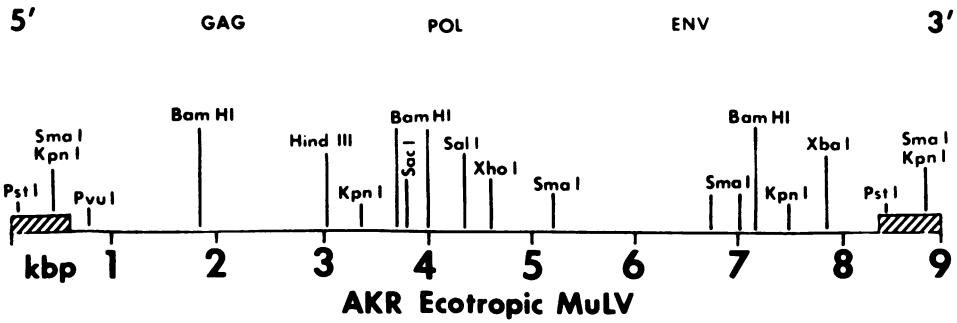 5′ GAG POL ENV 3′
Bam HI Bam HI Bam HI
Sma I Hind III Sal I Xba I Sma I
Kpn I Sac I Xho I Kpn I
Pst I Pvu I Kpn I Sma I Sma I Kpn I Pst I
kbp 1 2 3 4 5 6 7 8 9
AKR Ecotropic MuLV